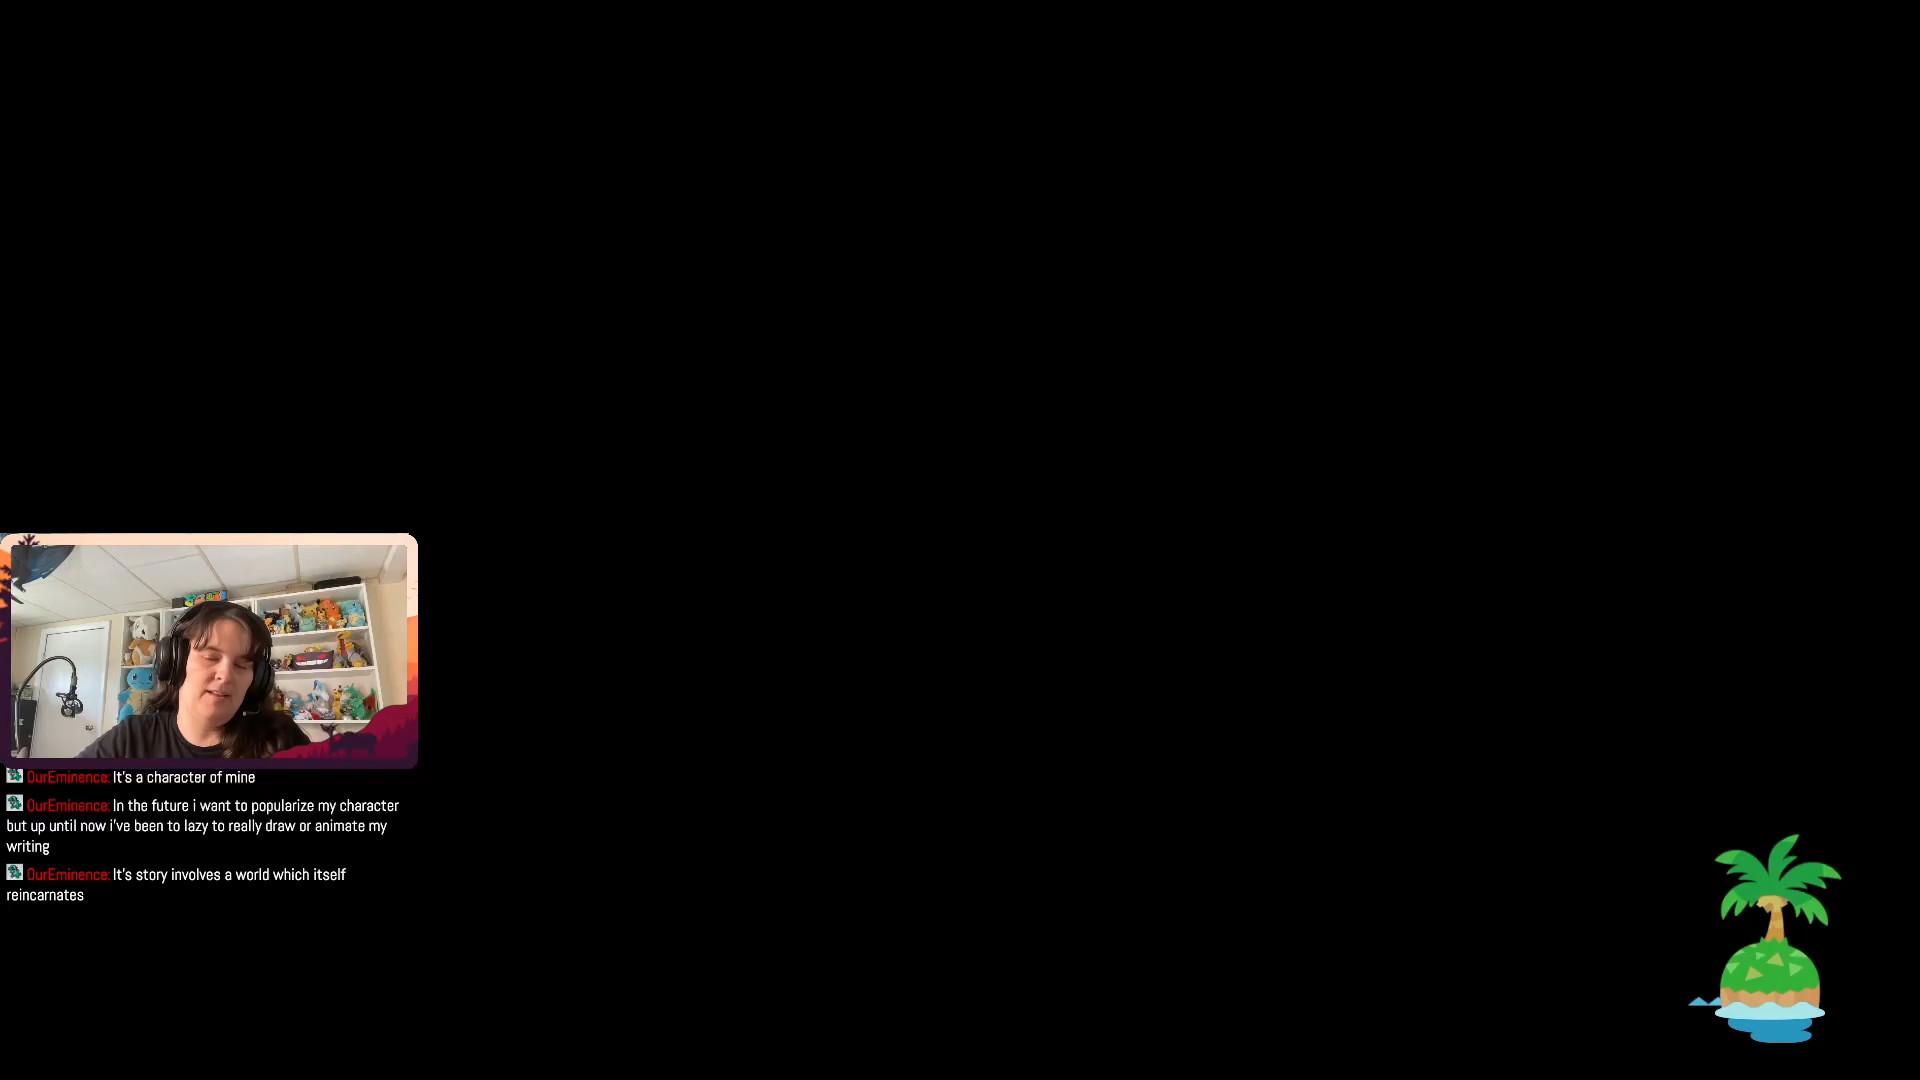 OurEminence: It's a character of mine
OurEminence: In the future i want to popularize my character
but up until now i've been to lazy to really draw or animate my
writing
OurEminence: It's story involves a world which itself
reincarnates